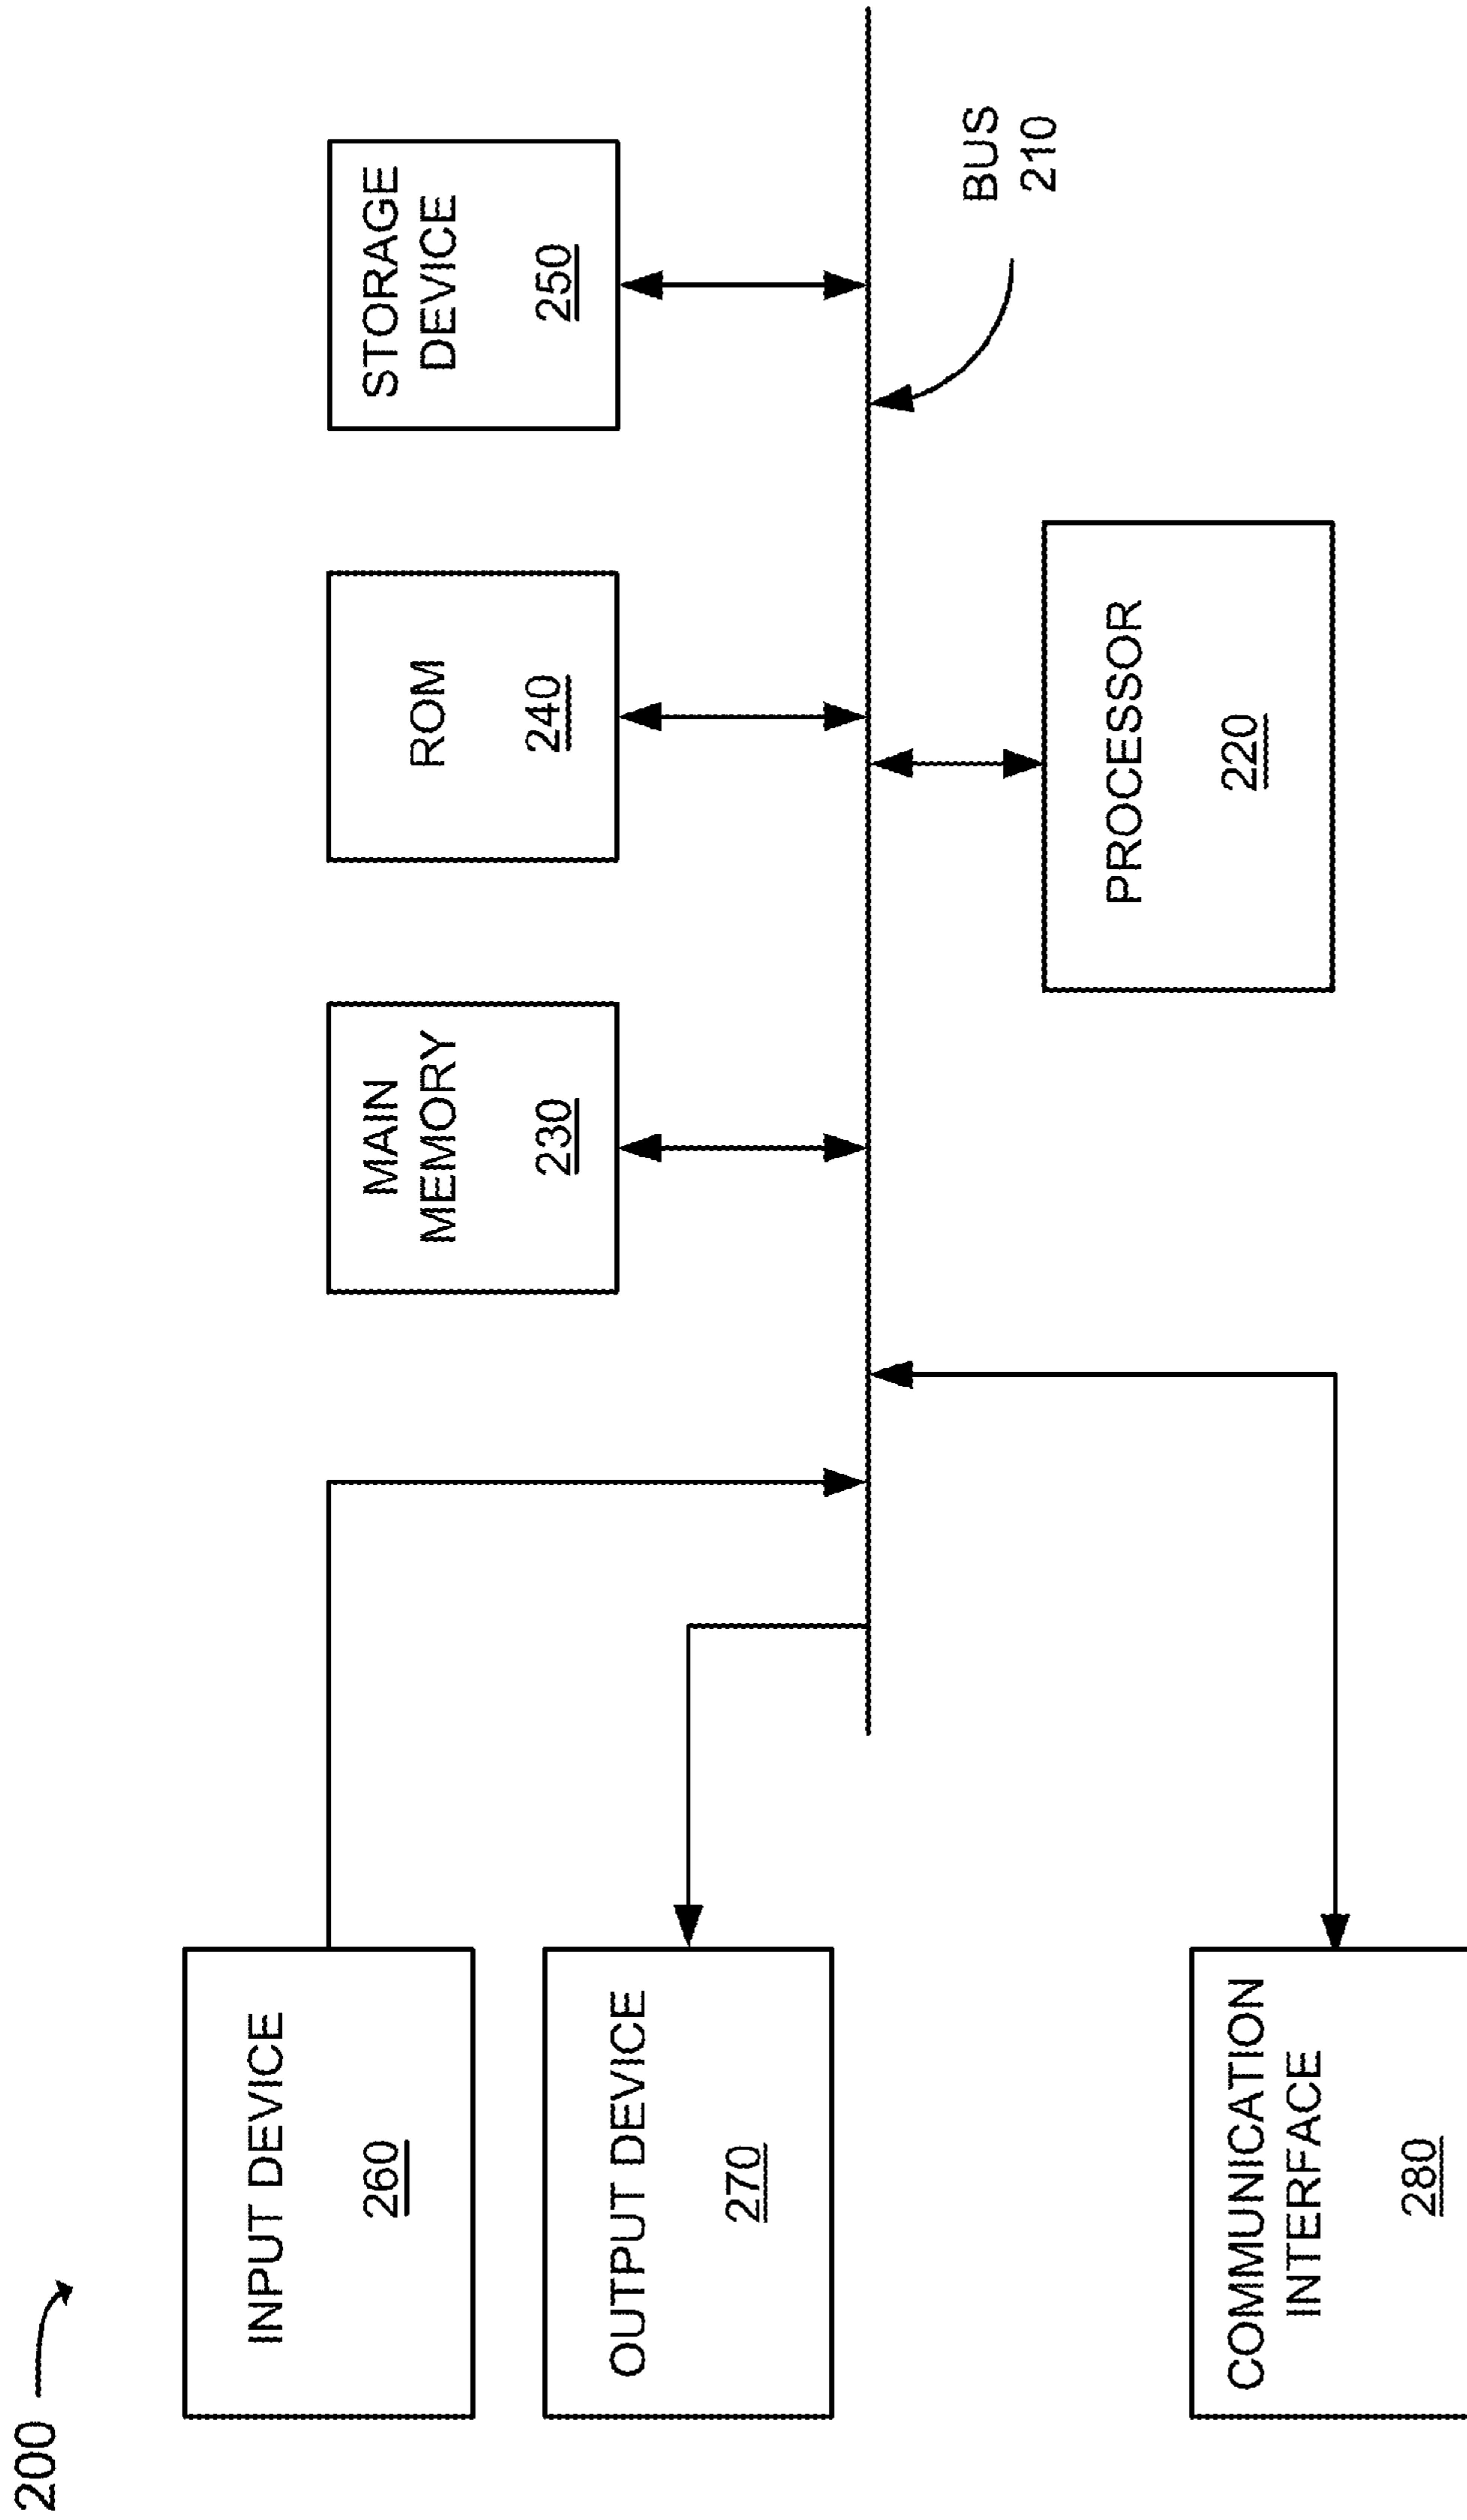 200
INPUT DEVICE
260
OUTPUT DEVICE
270
COMMUNICATION
INTERFACE
280
MAIN
MEMORY
230
ROM
240
STORAGE
DEVICE
250
BUS
210
PROCESSOR
220